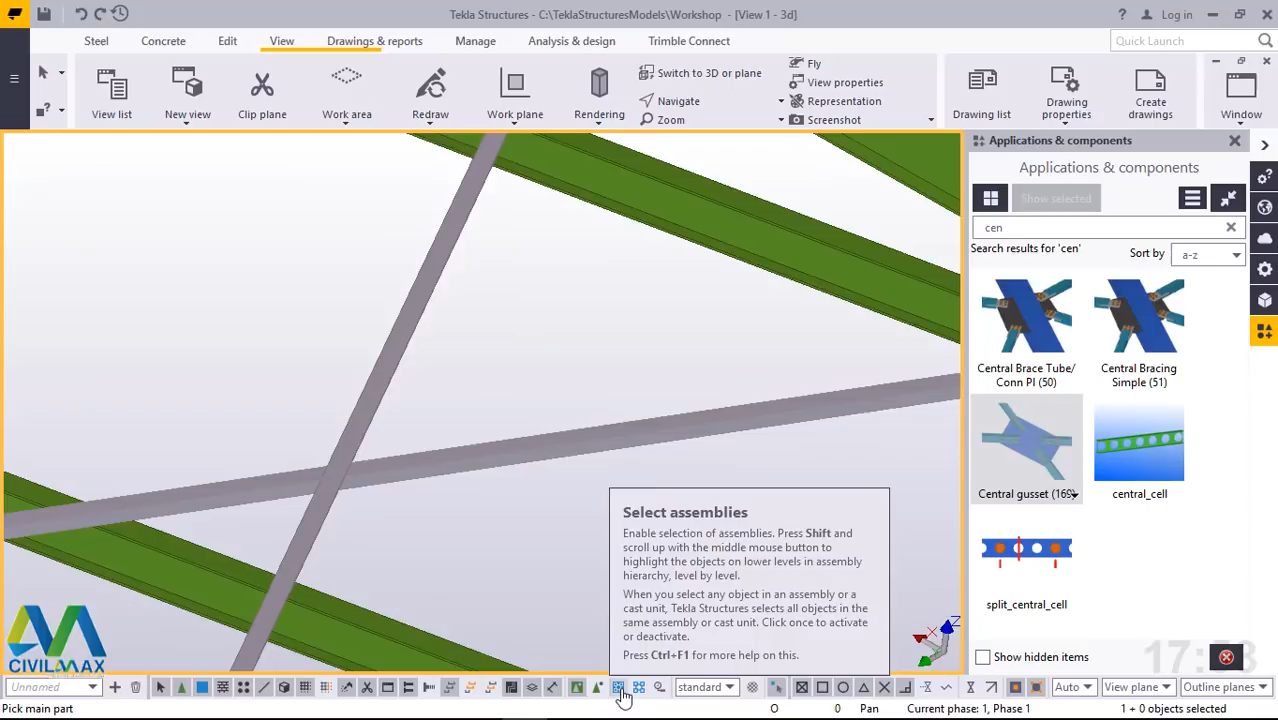 Tekla Structures - C:\TeklaStructuresModels\Workshop - [View 1 - 3d]
Log in
Steel
Concrete
Edit
View
Drawings & reports
Manage
Analysis & design
Trimble Connect
Quick Launch
View list
New view
Clip plane
Work area
Redraw
Work plane
Rendering
Switch to 3D or plane
Navigate
Zoom
Fly
View properties
Representation
Screenshot
Drawing list
Drawing properties
Create drawings
Window
Applications & components
Applications & components
Show selected
cen
Search results for 'cen'
Sort by
a-z
Central Brace Tube/
Conn Pl (50)
Central Bracing
Simple (51)
Central gusset (169)
central_cell
split_central_cell
Show hidden items
Select assemblies
Enable selection of assemblies. Press Shift and
scroll up with the middle mouse button to
highlight the objects on lower levels in assembly
hierarchy, level by level.
When you select any object in an assembly or a
cast unit, Tekla Structures selects all objects in the
same assembly or cast unit. Click once to activate
or deactivate.
Press Ctrl+F1 for more help on this.
Z
CIVILMAX
Unnamed
standard
Auto
View plane
Outline planes
Pick main part
O
0
Pan
Current phase: 1, Phase 1
1 + 0 objects selected